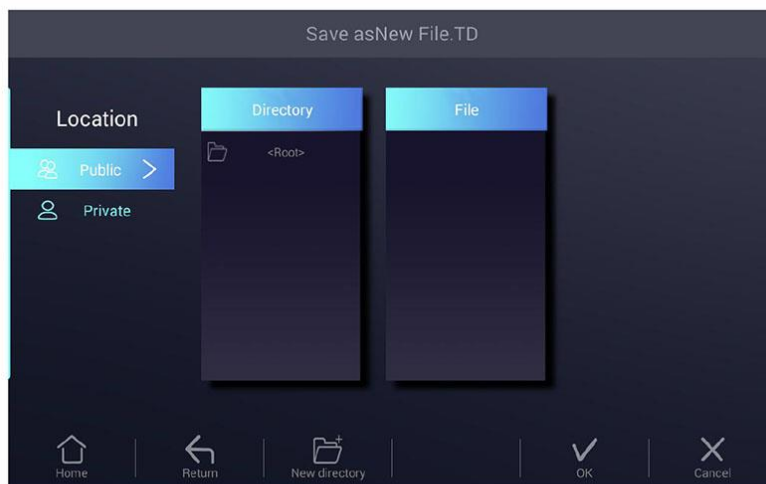 Save asNew File.TD
Location
Public
Private
Directory
<Root>
File
Home
Return
New directory
OK
Cancel